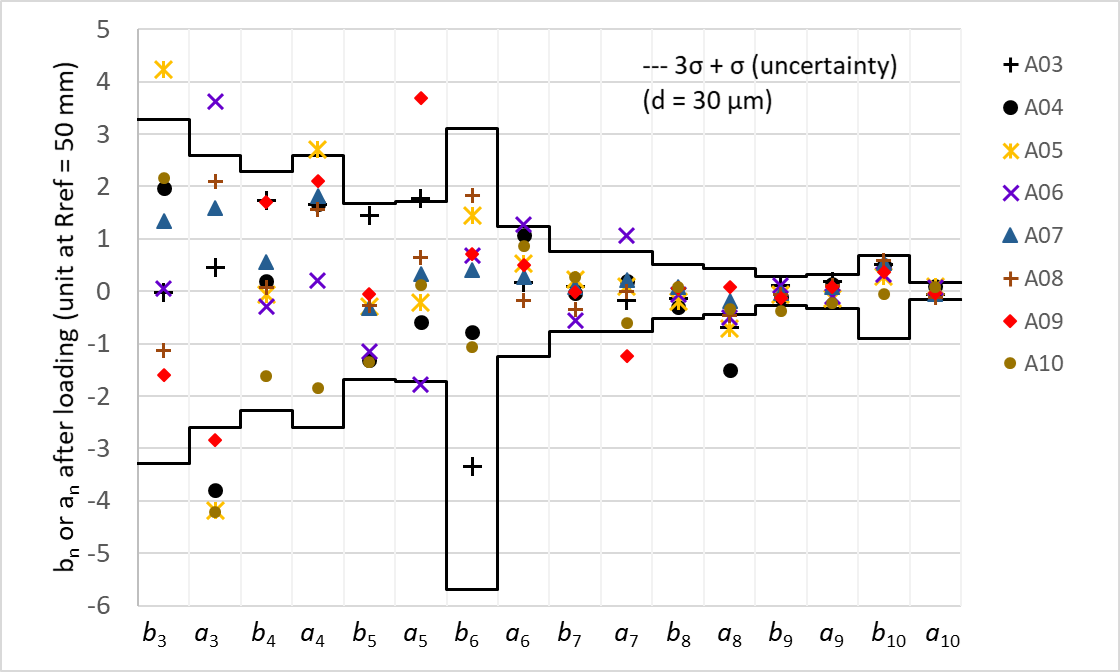 5
4
3
2
1
0
-1
-2
-3
-4
-5
-6
bn or an after loading (unit at Rref = 50 mm)
--- 3σ + σ (uncertainty)
(d = 30 µm)
A03
A04
A05
A06
A07
A08
A09
A10
b3 a3 b4 a4 b5 a5 b6 a6 b7 a7 b8 a8 b9 a9 b10 a10